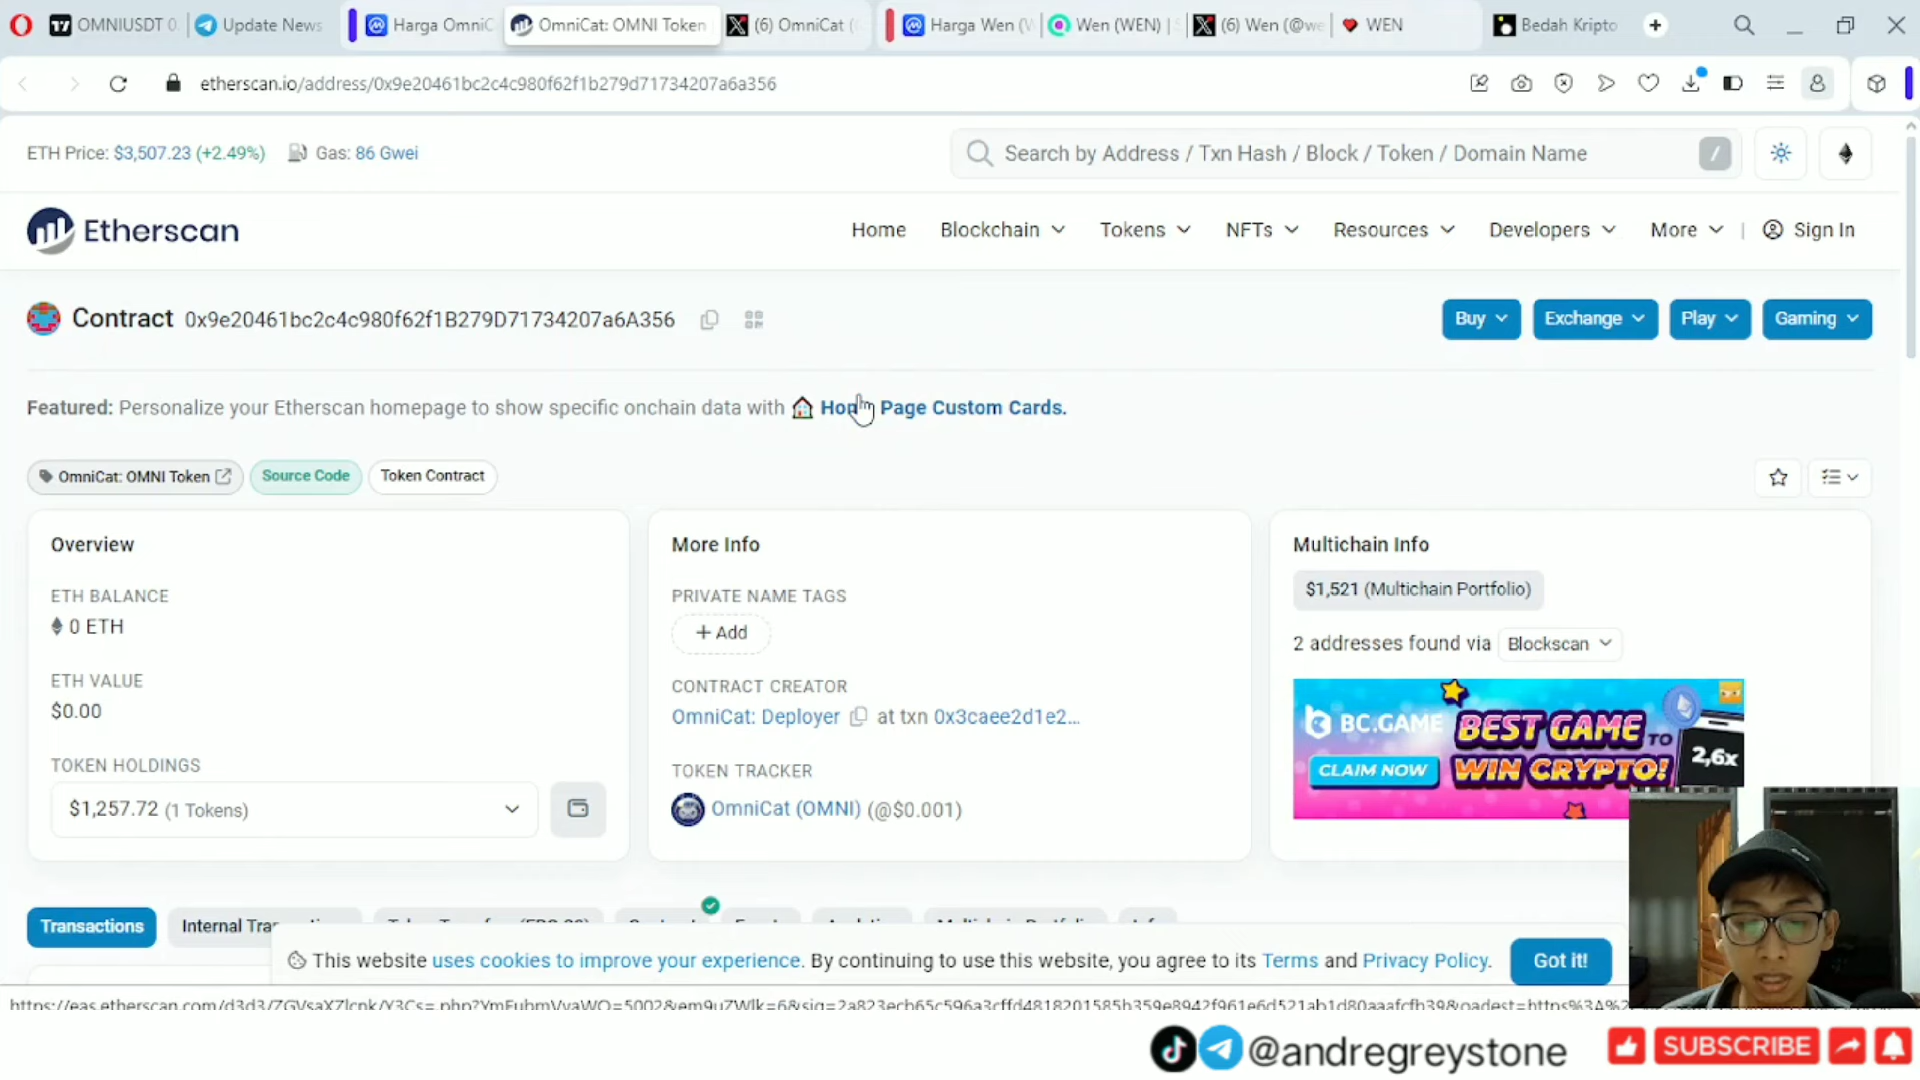 OMNIUSDT 0.
Update News
Harga OmniC
OmniCat: OMNI Token
(6) OmniCat (
Harga Wen (W
Wen (WEN) | S
(6) Wen (@we
WEN
Bedah Kripto
etherscan.io/address/0x9e20461bc2c4c980f62f1b279d71734207a6a356
ETH Price: $3,507.23 (+2.49%) Gas: 86 Gwei
Search by Address / Txn Hash / Block / Token / Domain Name /
Etherscan
Home Blockchain Tokens NFTs Resources Developers More | Sign In
Contract 0x9e20461bc2c4c980f62f1B279D71734207a6A356
Buy Exchange Play Gaming
Featured: Personalize your Etherscan homepage to show specific onchain data with Home Page Custom Cards.
OmniCat: OMNI Token Source Code Token Contract
Overview
ETH BALANCE
0 ETH
ETH VALUE
$0.00
TOKEN HOLDINGS
$1,257.72 (1 Tokens)
More Info
PRIVATE NAME TAGS
+ Add
CONTRACT CREATOR
OmniCat: Deployer at txn 0x3caee2d1e2...
TOKEN TRACKER
OmniCat (OMNI) (@$0.001)
Multichain Info
$1,521 (Multichain Portfolio)
2 addresses found via Blockscan
BC.GAME
BEST GAME TO
WIN CRYPTO!
CLAIM NOW
2,6x
Transactions Internal
This website uses cookies to improve your experience. By continuing to use this website, you agree to its Terms and Privacy Policy.
Got it!
@andregreystone
SUBSCRIBE